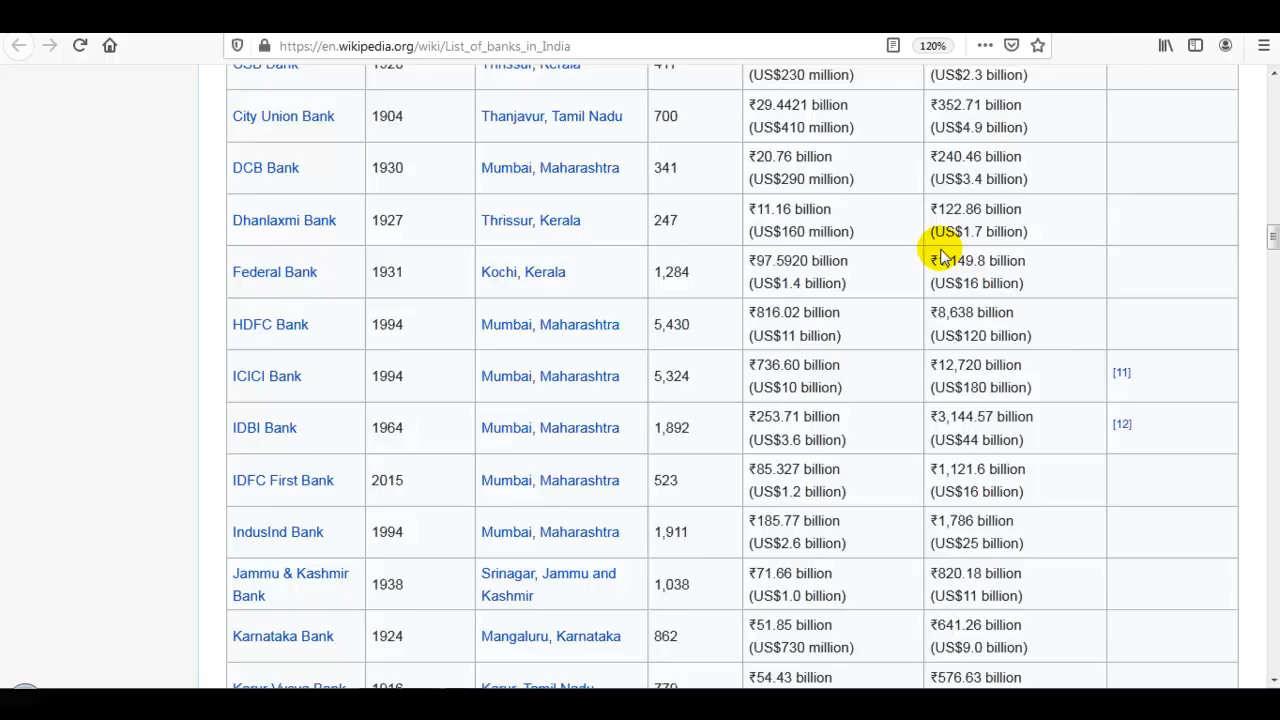 https://en.wikipedia.org/wiki/List_of_banks_in_India
120%
(US$230 million) (US$2.3 billion)
City Union Bank 1904 Thanjavur, Tamil Nadu 700 ₹29.4421 billion ₹352.71 billion
(US$410 million) (US$4.9 billion)
DCB Bank 1930 Mumbai, Maharashtra 341 ₹20.76 billion ₹240.46 billion
(US$290 million) (US$3.4 billion)
Dhanlaxmi Bank 1927 Thrissur, Kerala 247 ₹11.16 billion ₹122.86 billion
(US$160 million) (US$1.7 billion)
Federal Bank 1931 Kochi, Kerala 1,284 ₹97.5920 billion billion
(US$1.4 billion) (US$16 billion)
HDFC Bank 1994 Mumbai, Maharashtra 5,430 ₹816.02 billion ₹8,638 billion
(US$11 billion) (US$120 billion)
ICICI Bank 1994 Mumbai, Maharashtra 5,324 ₹736.60 billion ₹12,720 billion [11]
(US$10 billion) (US$180 billion)
IDBI Bank 1964 Mumbai, Maharashtra 1,892 ₹253.71 billion ₹3,144.57 billion [12]
(US$3.6 billion) (US$44 billion)
IDFC First Bank 2015 Mumbai, Maharashtra 523 ₹85.327 billion ₹1,121.6 billion
(US$1.2 billion) (US$16 billion)
IndusInd Bank 1994 Mumbai, Maharashtra 1,911 ₹185.77 billion ₹1,786 billion
(US$2.6 billion) (US$25 billion)
Jammu & Kashmir Srinagar, Jammu and ₹71.66 billion ₹820.18 billion
Bank 1938 Kashmir 1,038 (US$1.0 billion) (US$11 billion)
Karnataka Bank 1924 Mangaluru, Karnataka 862 ₹51.85 billion ₹641.26 billion
(US$730 million) (US$9.0 billion)
Karur Vysya Bank 1916 Karur, Tamil Nadu 779 ₹54.43 billion ₹576.63 billion